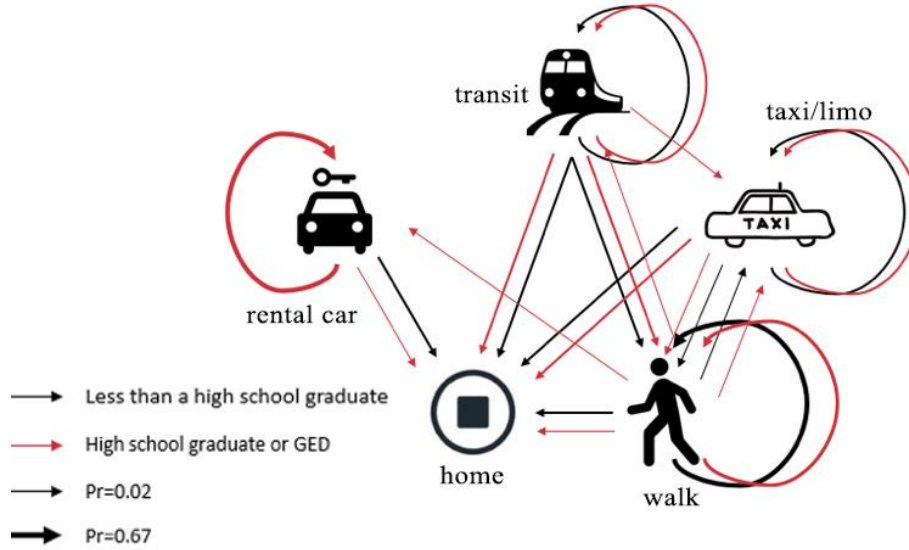 transit
taxi/limo
TAXI
rental car
Less than a high school graduate
High school graduate or GED
home
walk
Pr=0.02
Pr=0.67